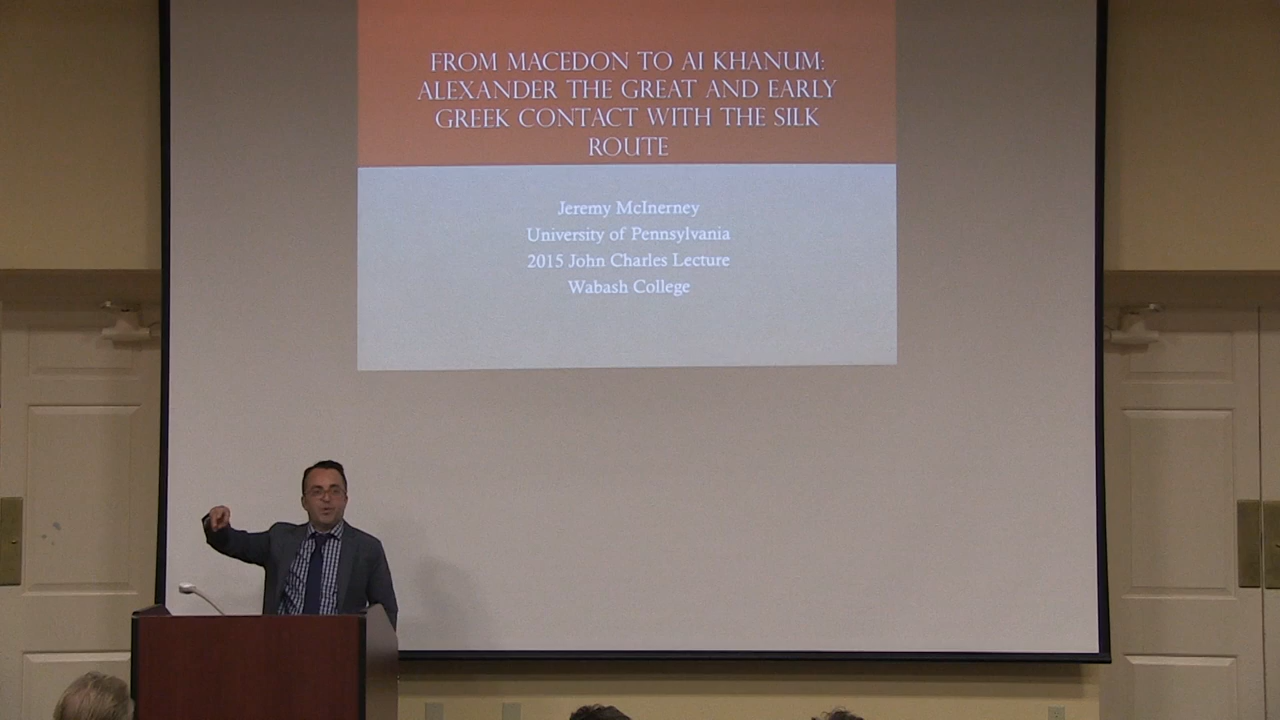 FROM MACEDON TO AI KHANUM:
ALEXANDER THE GREAT AND EARLY
GREEK CONTACT WITH THE SILK
ROUTE
Jeremy McInerney
University of Pennsylvania
2015 John Charles Lecture
Wabash College